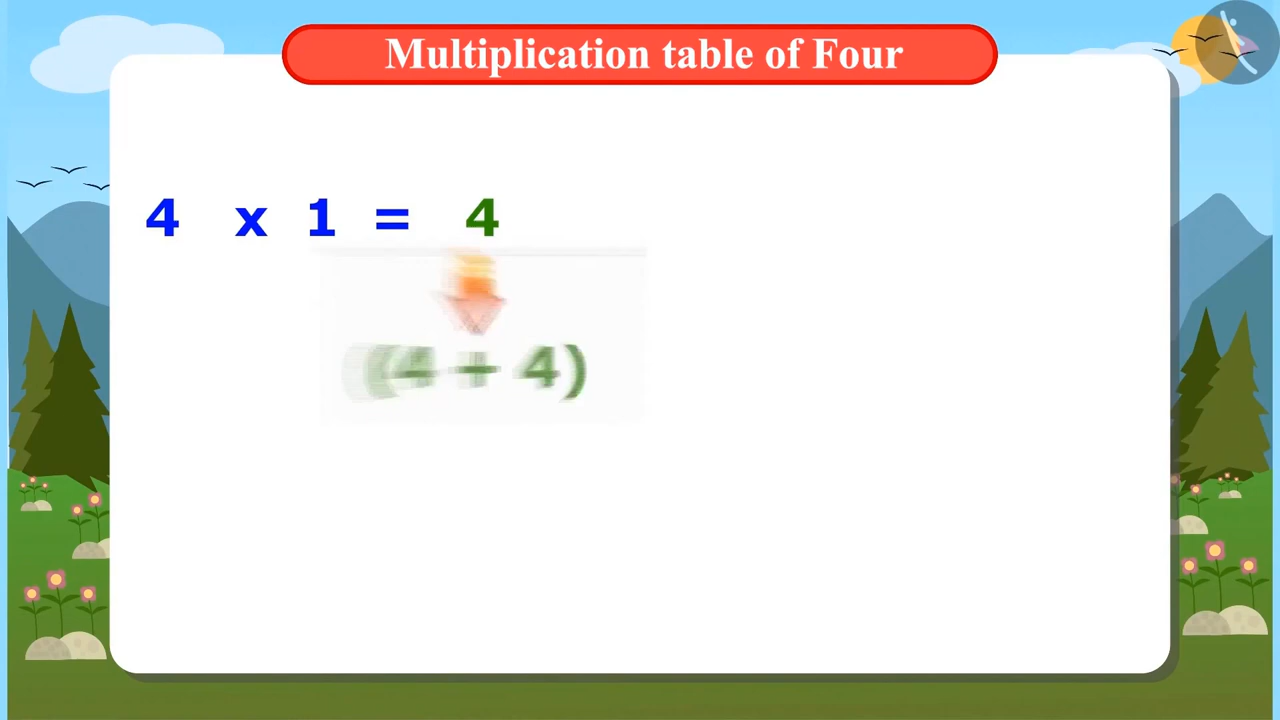 Multiplication table of Four
4 x 1 = 4
(4 + 4)